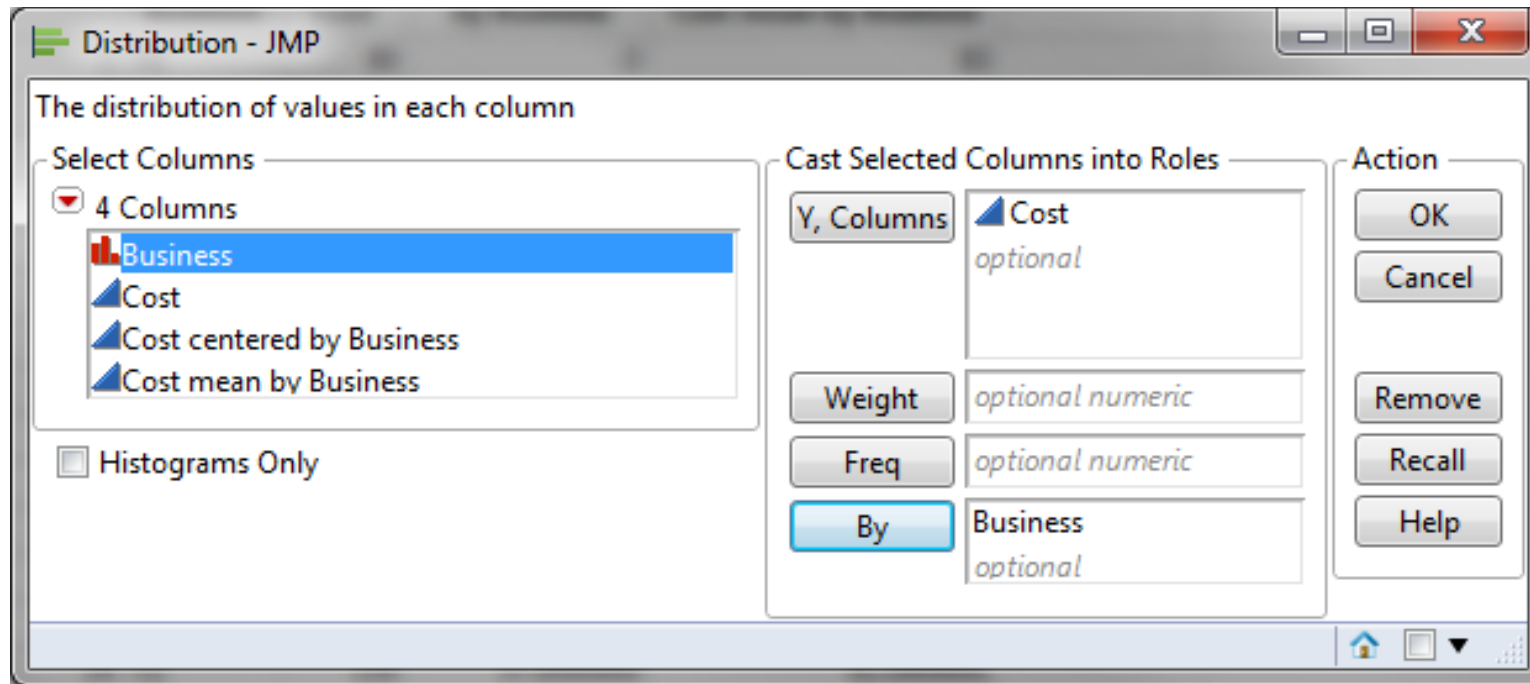 Distribution - JMP
The distribution of values in each column
Select Columns
4 Columns
Business
Cost
Cost centered by Business
Cost mean by Business
Histograms Only
Cast Selected Columns into Roles
Y, Columns
Cost
optional
Weight
optional numeric
Freq
optional numeric
By
Business
optional
Action
OK
Cancel
Remove
Recall
Help